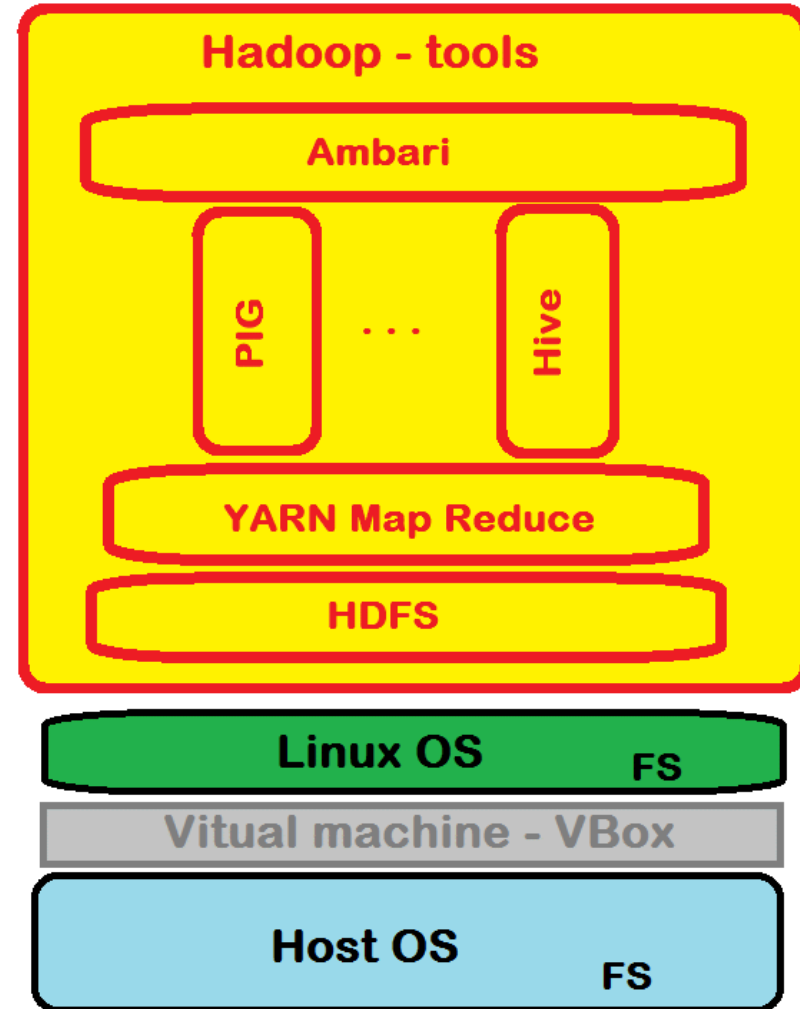 Hadoop - tools
Ambari
PIG
. . .
Hive
YARN Map Reduce
HDFS
Linux OS
FS
Vitual machine - VBox
Host OS
FS